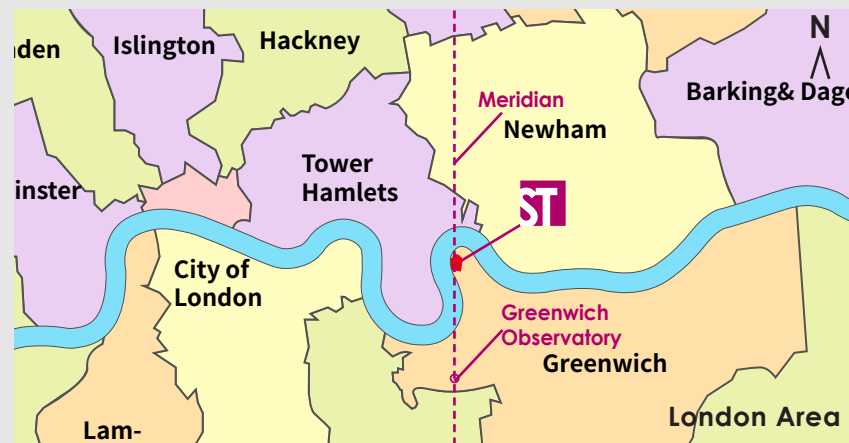 nden
Islington
Hackney
N
Barking& Dage
Meridian
Newham
Tower
Hamlets
inster
ST
City of
London
Greenwich
Observatory
Greenwich
London Area
Lam-